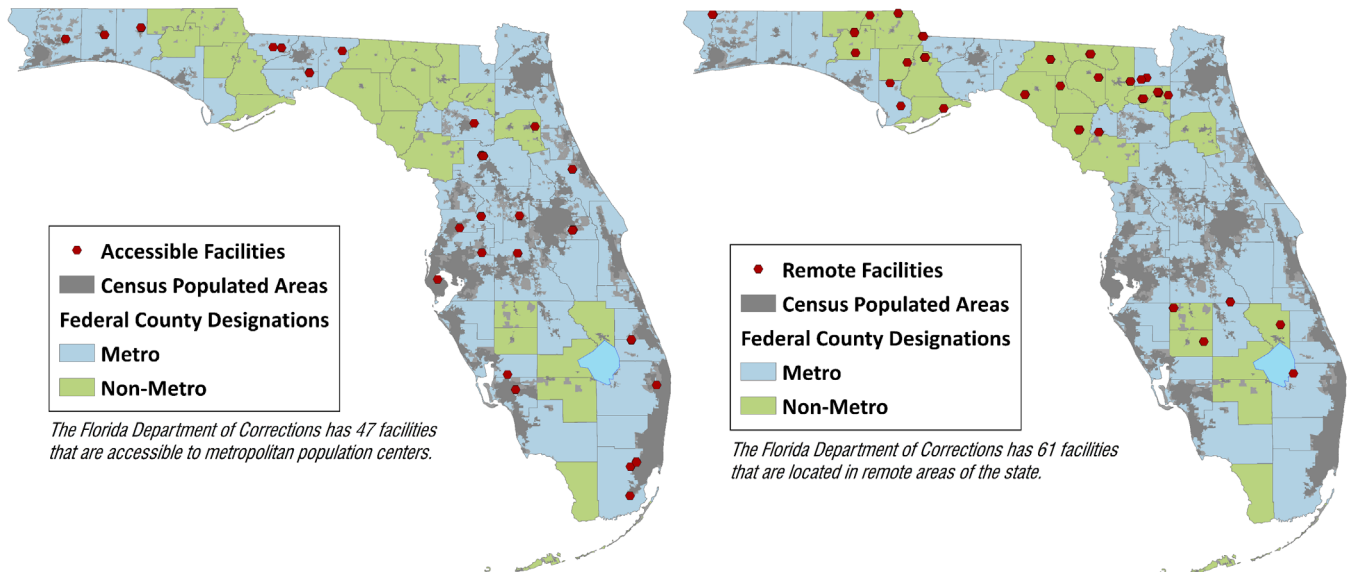 Accessible Facilities
Census Populated Areas
Federal County Designations
Metro
Non-Metro
The Florida Department of Corrections has 47 facilities
that are accessible to metropolitan population centers.
Remote Facilities
Census Populated Areas
Federal County Designations
Metro
Non-Metro
The Florida Department of Corrections has 61 facilities
that are located in remote areas of the state.